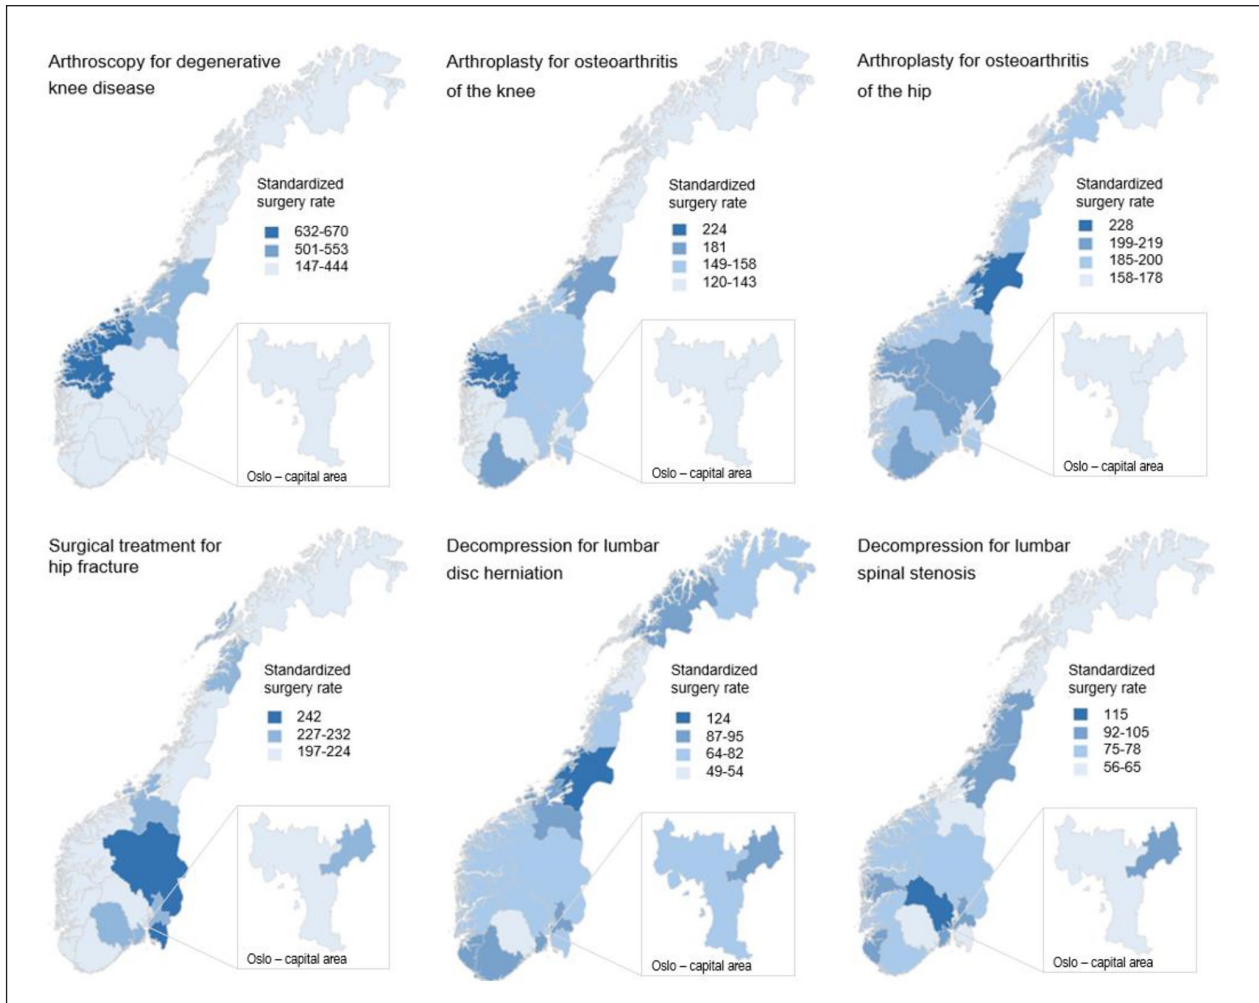 Arthroscopy for degenerative
knee disease
Standardized
surgery rate
632-670
501-553
147-444
Oslo – capital area
Arthroplasty for osteoarthritis
of the knee
Standardized
surgery rate
224
181
149-158
120-143
Oslo – capital area
Arthroplasty for osteoarthritis
of the hip
Standardized
surgery rate
228
199-219
185-200
158-178
Oslo – capital area
Surgical treatment for
hip fracture
Standardized
surgery rate
242
227-232
197-224
Oslo – capital area
Decompression for lumbar
disc herniation
Standardized
surgery rate
124
87-95
64-82
49-54
Oslo – capital area
Decompression for lumbar
spinal stenosis
Standardized
surgery rate
115
92-105
75-78
56-65
Oslo – capital area